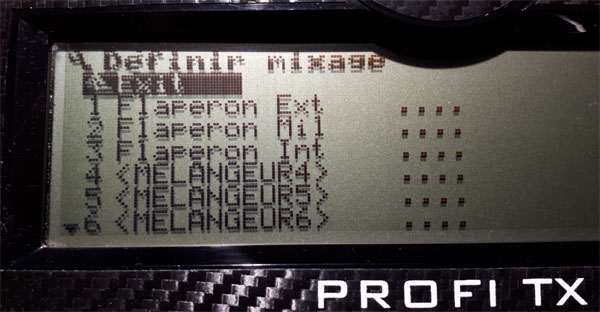 Définir mixage
Exit
1 Flaperon Ext ....
2 Flaperon Mil ....
3 Flaperon Int ....
4 <MELANGEUR4> ....
5 <MELANGEUR5> ....
6 <MELANGEUR6> ....
PROFI TX